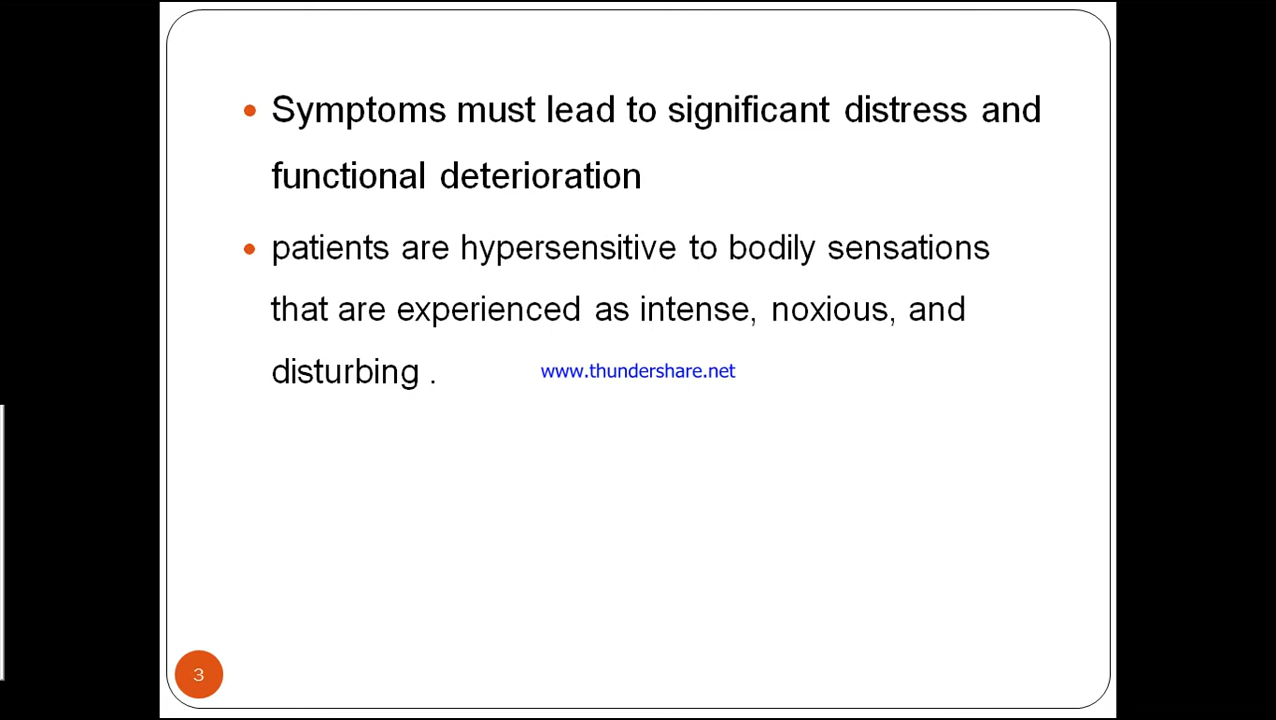 • Symptoms must lead to significant distress and
functional deterioration
• patients are hypersensitive to bodily sensations
that are experienced as intense, noxious, and
disturbing .
www.thundershare.net
3